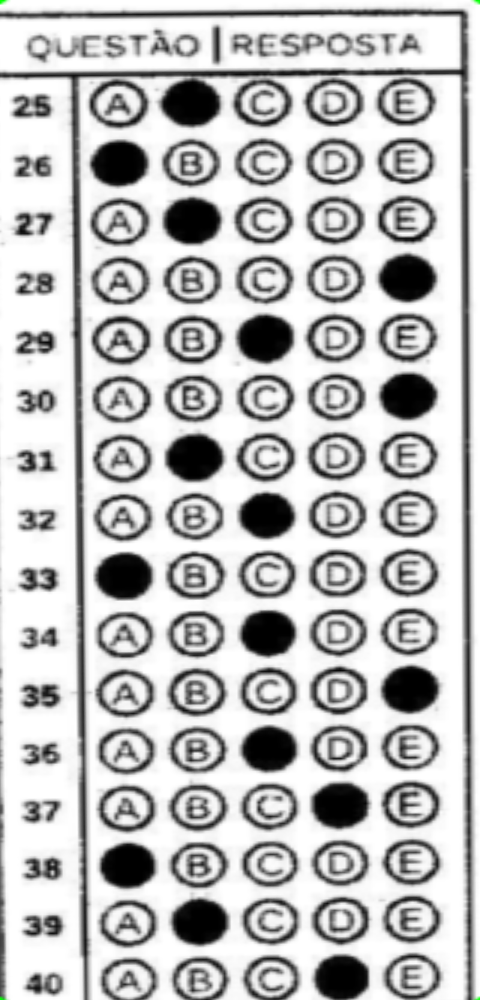 QUESTÃO | RESPOSTA
25 A C D E
26 B C D E
27 A C D E
28 A B C D
29 A B D E
30 A B C D
31 A C D E
32 A B D E
33 B C D E
34 A B D E
35 A B C D
36 A B D E
37 A B C E
38 B C D E
39 A C D E
40 A B C E